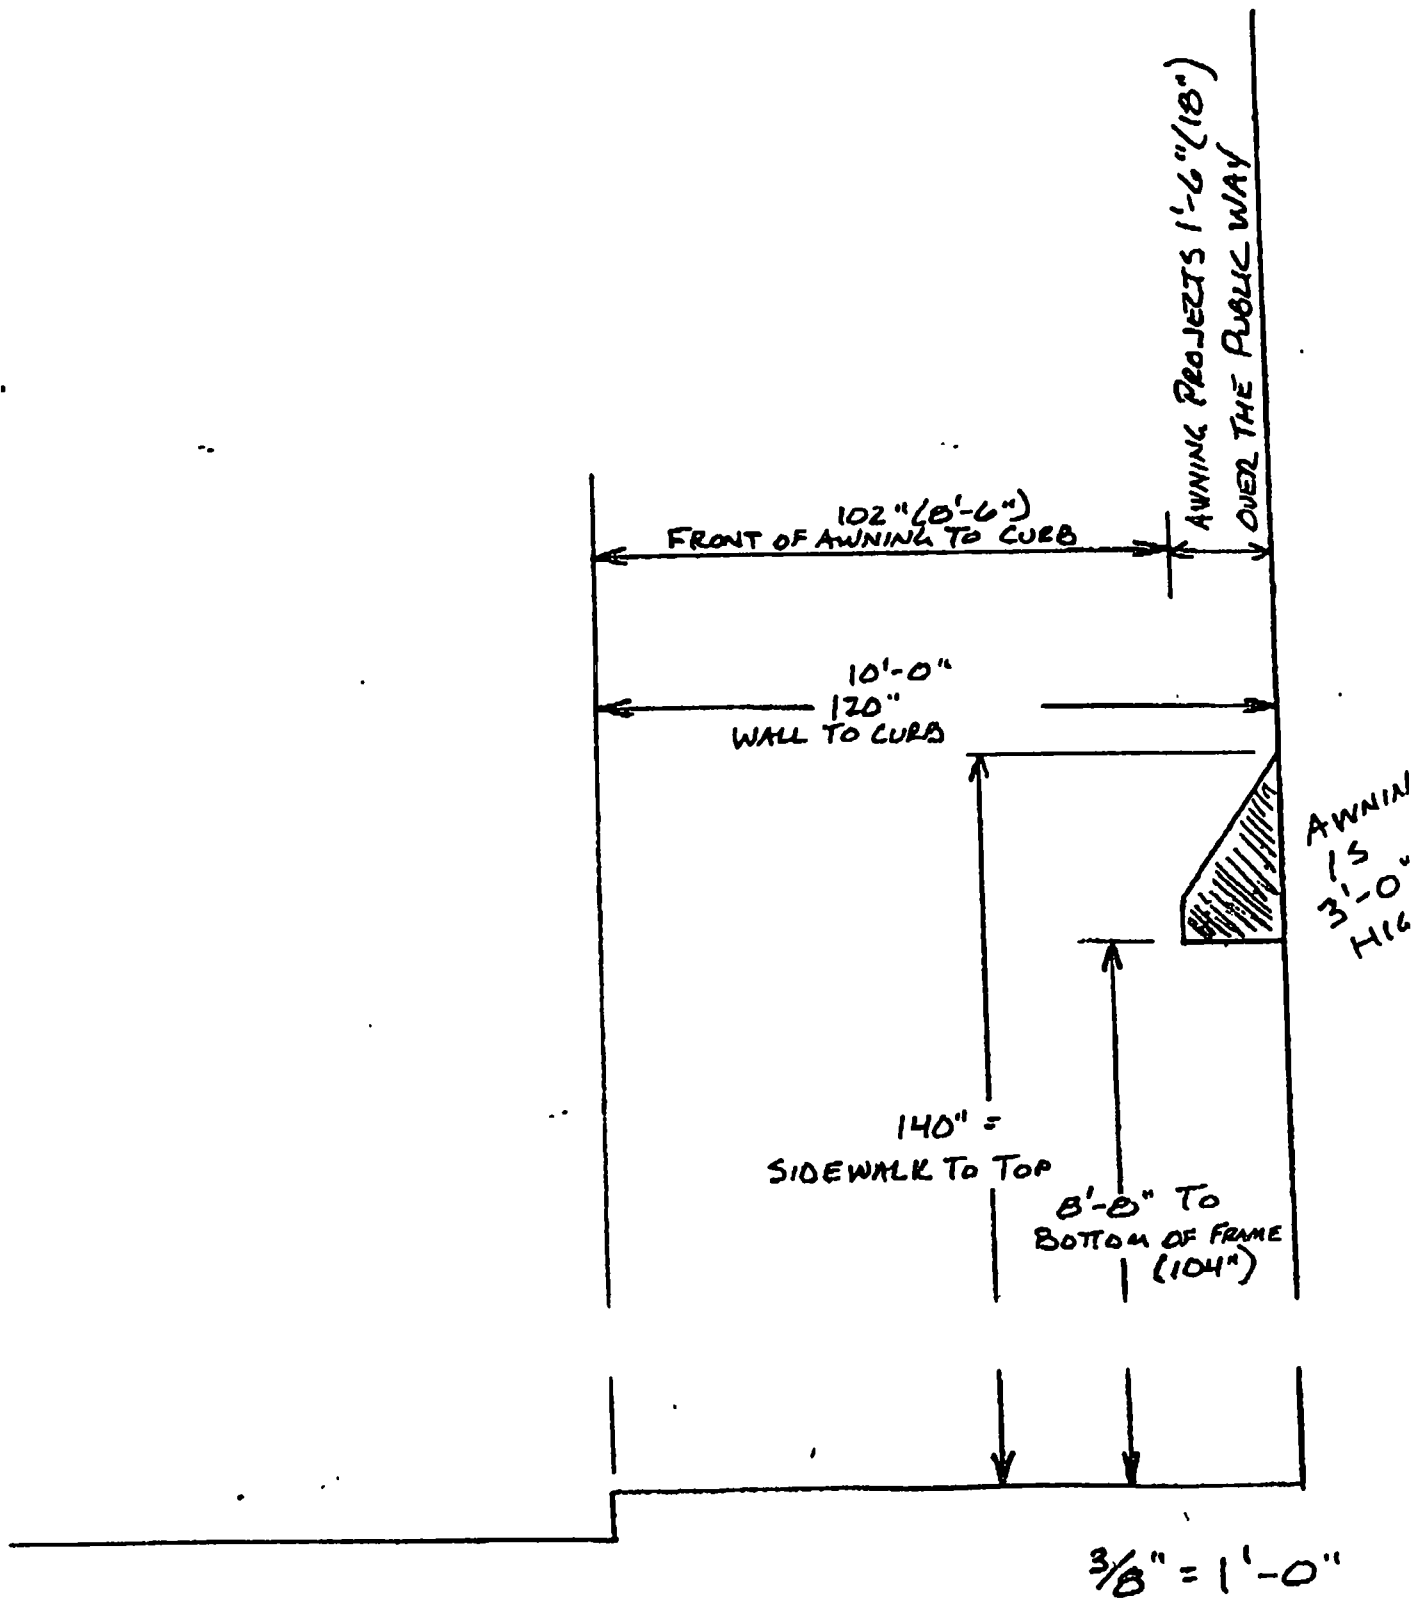 AWNING PROJECTS 1'-6" (18")
OVER THE PUBLIC WAY
102" (8'-6")
FRONT OF AWNING TO CURB
10'-0"
120"
WALL TO CURB
AWNIN
IS
3'-0"
HIG
140" =
SIDEWALK TO TOP
8'-8" TO
BOTTOM OF FRAME
(104")
3/8" = 1'-0"